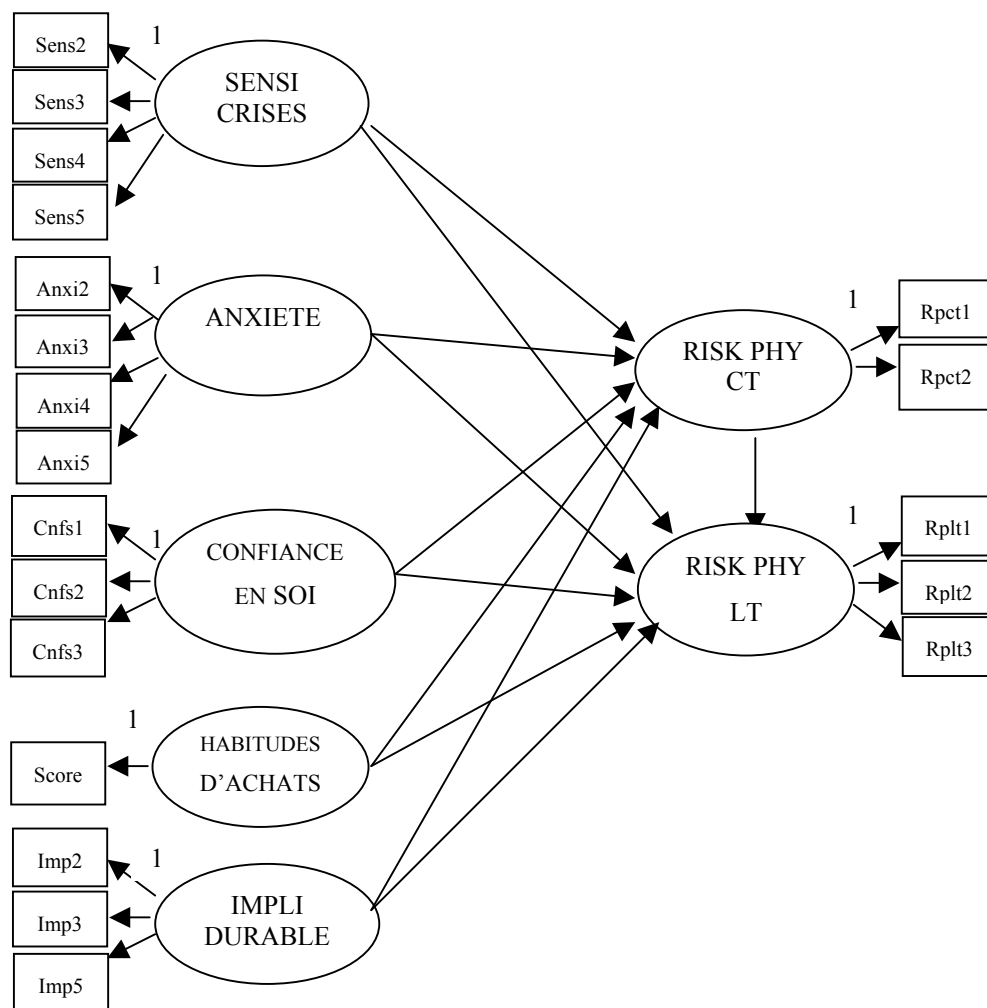 1
Sens2
Sens3
Sens4
Sens5
SENSI
CRISES
1
Anxi2
Anxi3
Anxi4
Anxi5
ANXIETE
1
Cnfs1
Cnfs2
Cnfs3
CONFIANCE
EN SOI
1
Score
HABITUDES
D’ACHATS
1
Imp2
Imp3
Imp5
IMPLI
DURABLE
RISK PHY
CT
1
Rpct1
Rpct2
RISK PHY
LT
1
Rplt1
Rplt2
Rplt3